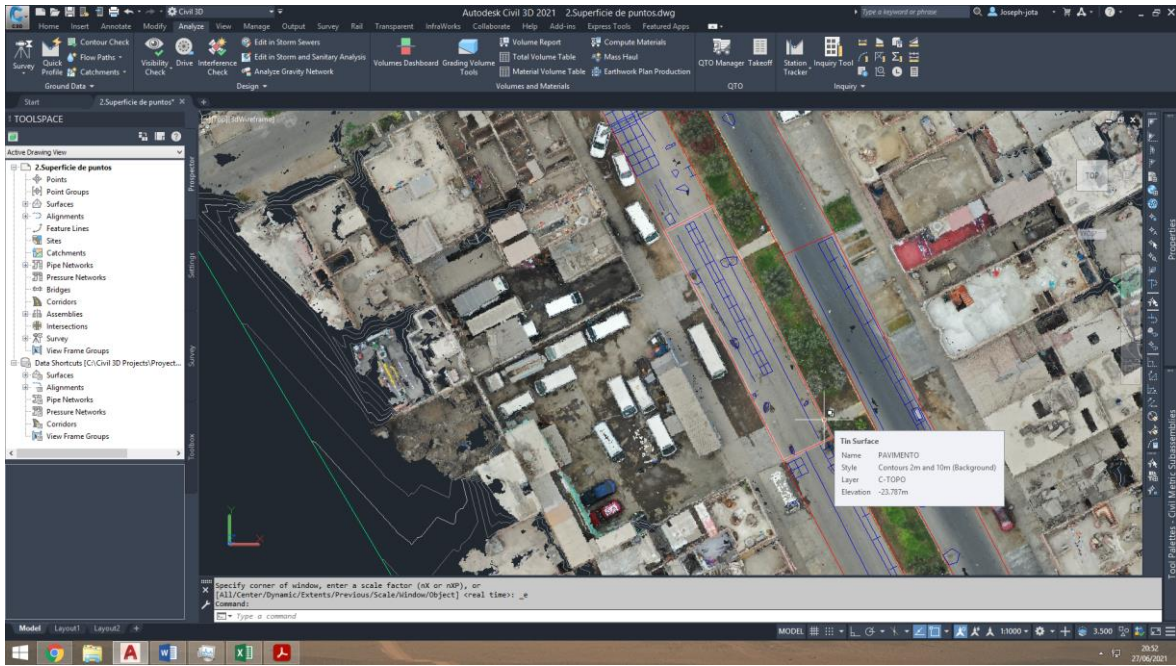 Civil 3D
Autodesk Civil 3D 2021 2.Superficie de puntos.dwg
Type a keyword or phrase
Joseph-jota
Home Insert Annotate Modify Analyze View Manage Output Survey Rail Transparent InfraWorks Collaborate Help Add-ins Express Tools Featured Apps
Survey
Quick Profile
Contour Check
Flow Paths
Catchments
Ground Data
Visibility Check
Drive
Interference Check
Edit in Storm Sewers
Edit in Storm and Sanitary Analysis
Analyze Gravity Network
Design
Volumes Dashboard
Grading Volume Tools
Volume Report
Total Volume Table
Material Volume Table
Compute Materials
Mass Haul
Earthwork Plan Production
Volumes and Materials
QTO Manager
Takeoff
QTO
Station Tracker
Inquiry Tool
Inquiry
Start
2.Superficie de puntos*
TOOLSPACE
Active Drawing View
2.Superficie de puntos
Points
Point Groups
Surfaces
Alignments
Feature Lines
Sites
Catchments
Pipe Networks
Pressure Networks
Bridges
Corridors
Assemblies
Intersections
Survey
View Frame Groups
Data Shortcuts [C:\Civil 3D Projects\Proyect...
Surfaces
Alignments
Pipe Networks
Pressure Networks
Corridors
View Frame Groups
Prospector
Settings
Survey
Toolbox
TOP
Tin Surface
Name PAVIMENTO
Style Contours 2m and 10m (Background)
Layer C-TOPO
Elevation -23.787m
Properties
Tool Palettes - Civil Metric Subassemblies
Specify corner of window, enter a scale factor (nX or nXP), or
[All/Center/Dynamic/Extents/Previous/Scale/Window/Object] <real time>: _e
Command:
Type a command
Model Layout1 Layout2 +
MODEL
1:1000
3.500
20:52
27/06/2021